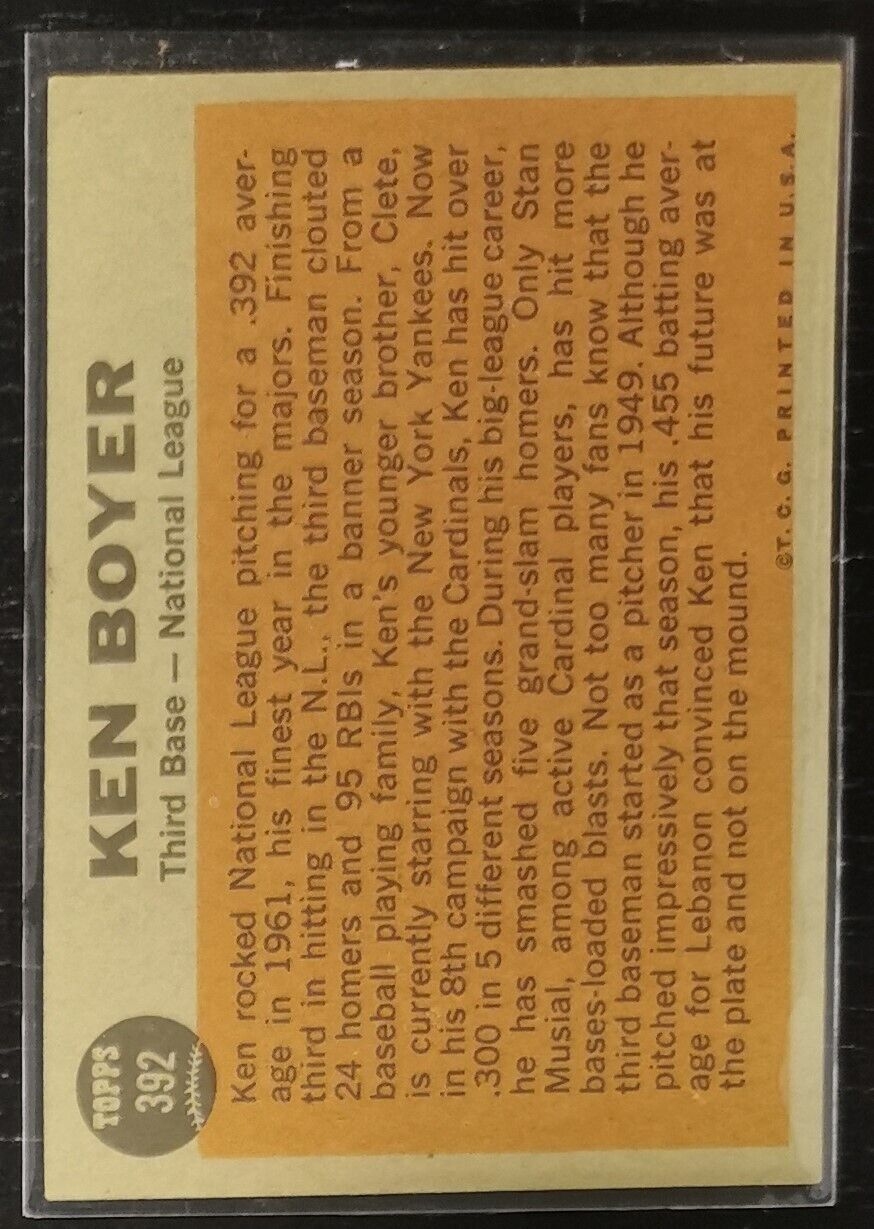 TOPPS
392
KEN BOYER
Third Base — National League
Ken rocked National League pitching for a .392 aver-
age in 1961, his finest year in the majors. Finishing
third in hitting in the N.L., the third baseman clouted
24 homers and 95 RBIs in a banner season. From a
baseball playing family, Ken's younger brother, Clete,
is currently starring with the New York Yankees. Now
in his 8th campaign with the Cardinals, Ken has hit over
.300 in 5 different seasons. During his big-league career,
he has smashed five grand-slam homers. Only Stan
Musial, among active Cardinal players, has hit more
bases-loaded blasts. Not too many fans know that the
third baseman started as a pitcher in 1949. Although he
pitched impressively that season, his .455 batting aver-
age for Lebanon convinced Ken that his future was at
the plate and not on the mound.
©T. C. G. PRINTED IN U.S.A.